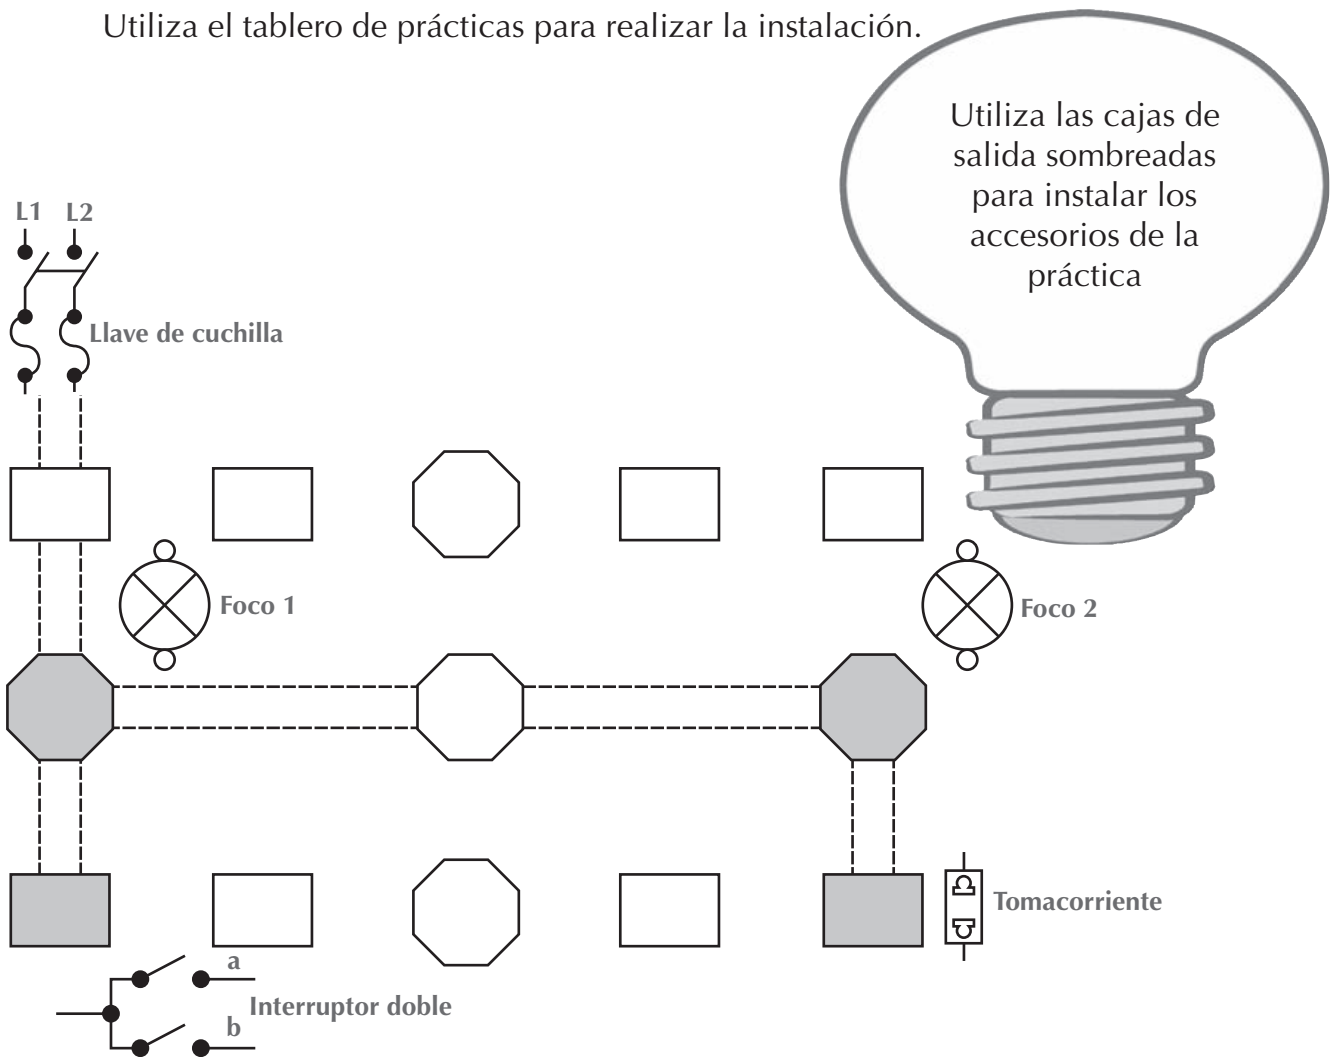 Utiliza el tablero de prácticas para realizar la instalación.
Utiliza las cajas de
salida sombreadas
para instalar los
accesorios de la
práctica
L1 L2
Llave de cuchilla
Foco 1
Foco 2
Tomacorriente
a
Interruptor doble
b